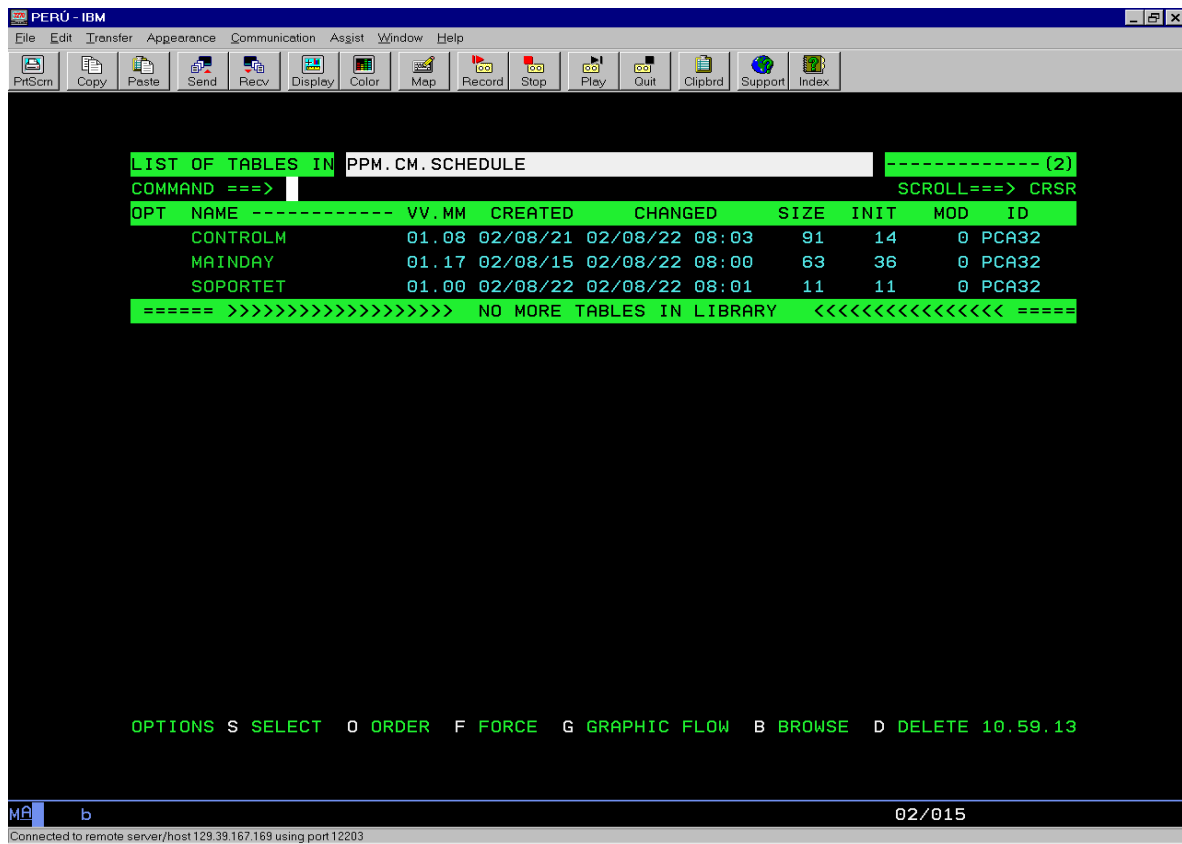 PERÚ - IBM
File Edit Transfer Appearance Communication Assist Window Help
PrtScrn Copy Paste Send Recv Display Color Map Record Stop Play Quit Clipbrd Support Index
LIST OF TABLES IN PPM.CM.SCHEDULE -------------(2)
COMMAND ===> SCROLL===> CRSR
OPT NAME ------------ VV.MM CREATED CHANGED SIZE INIT MOD ID
CONTROLM 01.08 02/08/21 02/08/22 08:03 91 14 0 PCA32
MAINDAY 01.17 02/08/15 02/08/22 08:00 63 36 0 PCA32
SOPORTET 01.00 02/08/22 02/08/22 08:01 11 11 0 PCA32
====== >>>>>>>>>>>>>>>>>>> NO MORE TABLES IN LIBRARY <<<<<<<<<<<<<<<< =====
OPTIONS S SELECT O ORDER F FORCE G GRAPHIC FLOW B BROWSE D DELETE 10.59.13
MA b 02/015
Connected to remote server/host 129.39.167.169 using port 12203